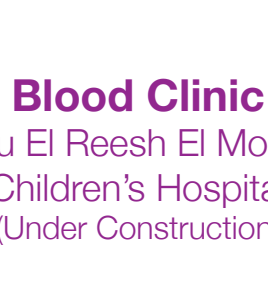 Blood Clinic
u El Reesh El Mo
Children's Hospita
(Under Construction